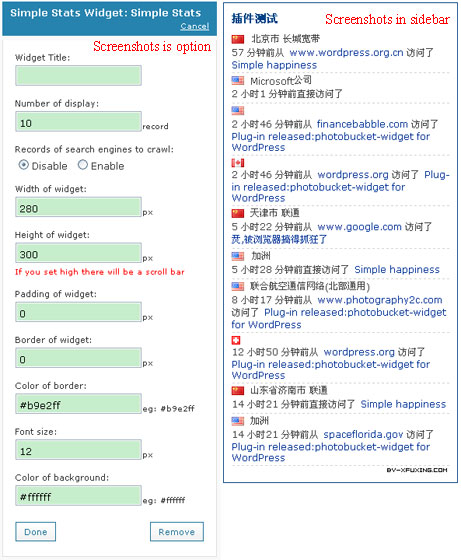 Simple Stats Widget: Simple Stats
Cancel
Screenshots is option
Widget Title:
Number of display:
10 record
Records of search engines to crawl:
Disable Enable
Width of widget:
280 px
Height of widget:
300 px
If you set high there will be a scroll bar
Padding of widget:
0 px
Border of widget:
0 px
Color of border:
#b9e2ff eg: #b9e2ff
Font size:
12 px
Color of background:
#ffffff eg: #ffffff
Done Remove
插件测试
Screenshots in sidebar
北京市 长城宽带
57 分钟前从 www.wordpress.org.cn 访问了
Simple happiness
Microsoft公司
2 小时1 分钟前直接访问了
2 小时46 分钟前从 financebabble.com 访问了
Plug-in released:photobucket-widget for
WordPress
2 小时46 分钟前从 wordpress.org 访问了 Plug-
in released:photobucket-widget for
WordPress
天津市 联通
5 小时22 分钟前从 www.google.com 访问了
靠,被浏览器搞得抓狂了
加洲
5 小时28 分钟前直接访问了 Simple happiness
联合航空通信网络(北部通用)
8 小时17 分钟前从 www.photography2c.com
访问了 Plug-in released:photobucket-widget
for WordPress
12 小时50 分钟前从 wordpress.org 访问了
Plug-in released:photobucket-widget for
WordPress
山东省济南市 联通
14 小时21 分钟前直接访问了 Simple happiness
加洲
14 小时21 分钟前从 spaceflorida.gov 访问了
Plug-in released:photobucket-widget for
WordPress
BY-XFUXING.COM